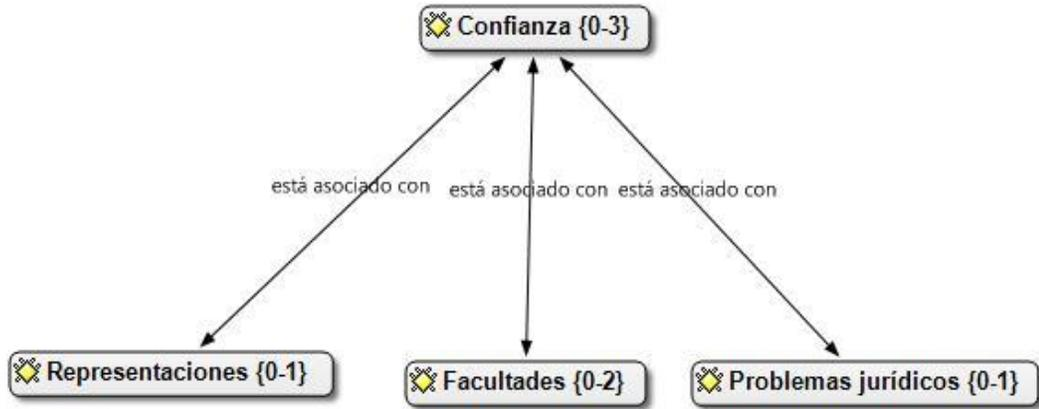 Confianza {0-3}
está asociado con
está asociado con
está asociado con
Representaciones {0-1}
Facultades {0-2}
Problemas jurídicos {0-1}